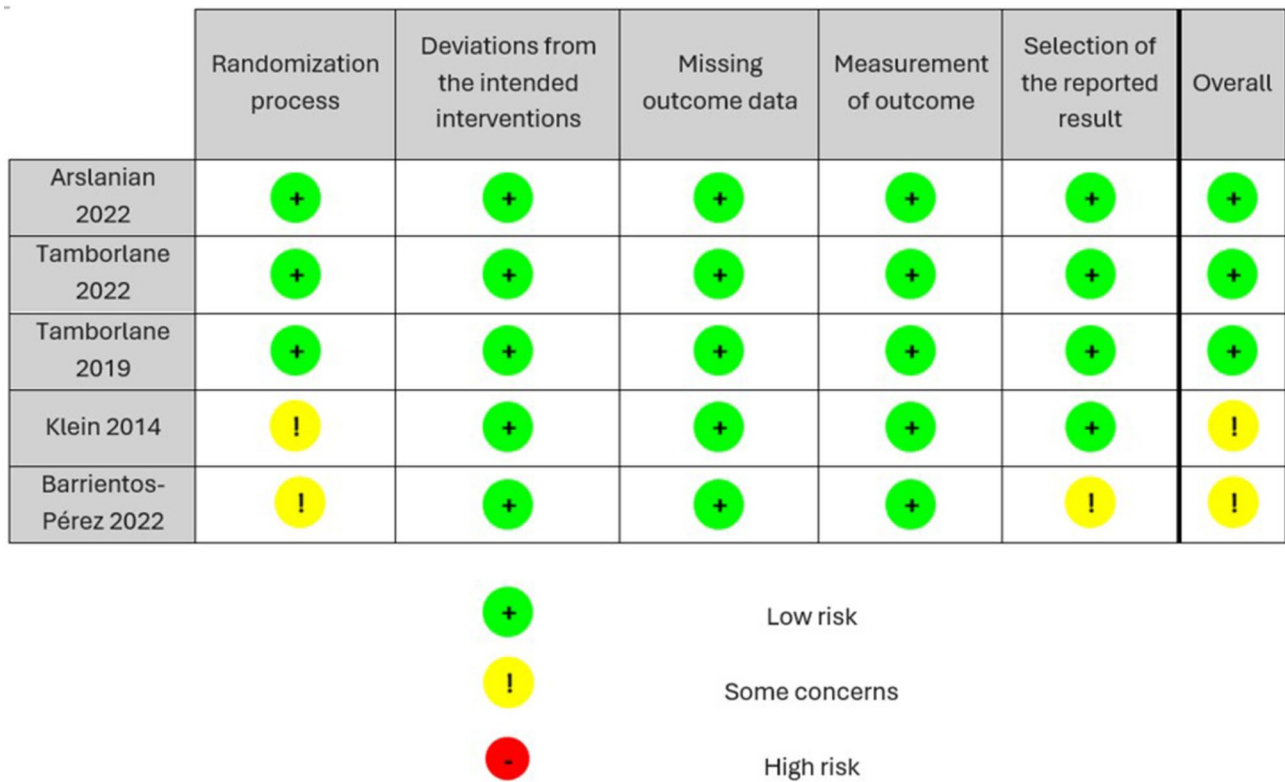 Randomization
process
Deviations from
the intended
interventions
Missing
outcome data
Measurement
of outcome
Selection of
the reported
result
Overall
Arslanian
2022
+ + + + + +
Tamborlane
2022
+ + + + + +
Tamborlane
2019
+ + + + + +
Klein 2014
! + + + + !
Barrientos-
Pérez 2022
! + + + ! !
+ Low risk
! Some concerns
- High risk